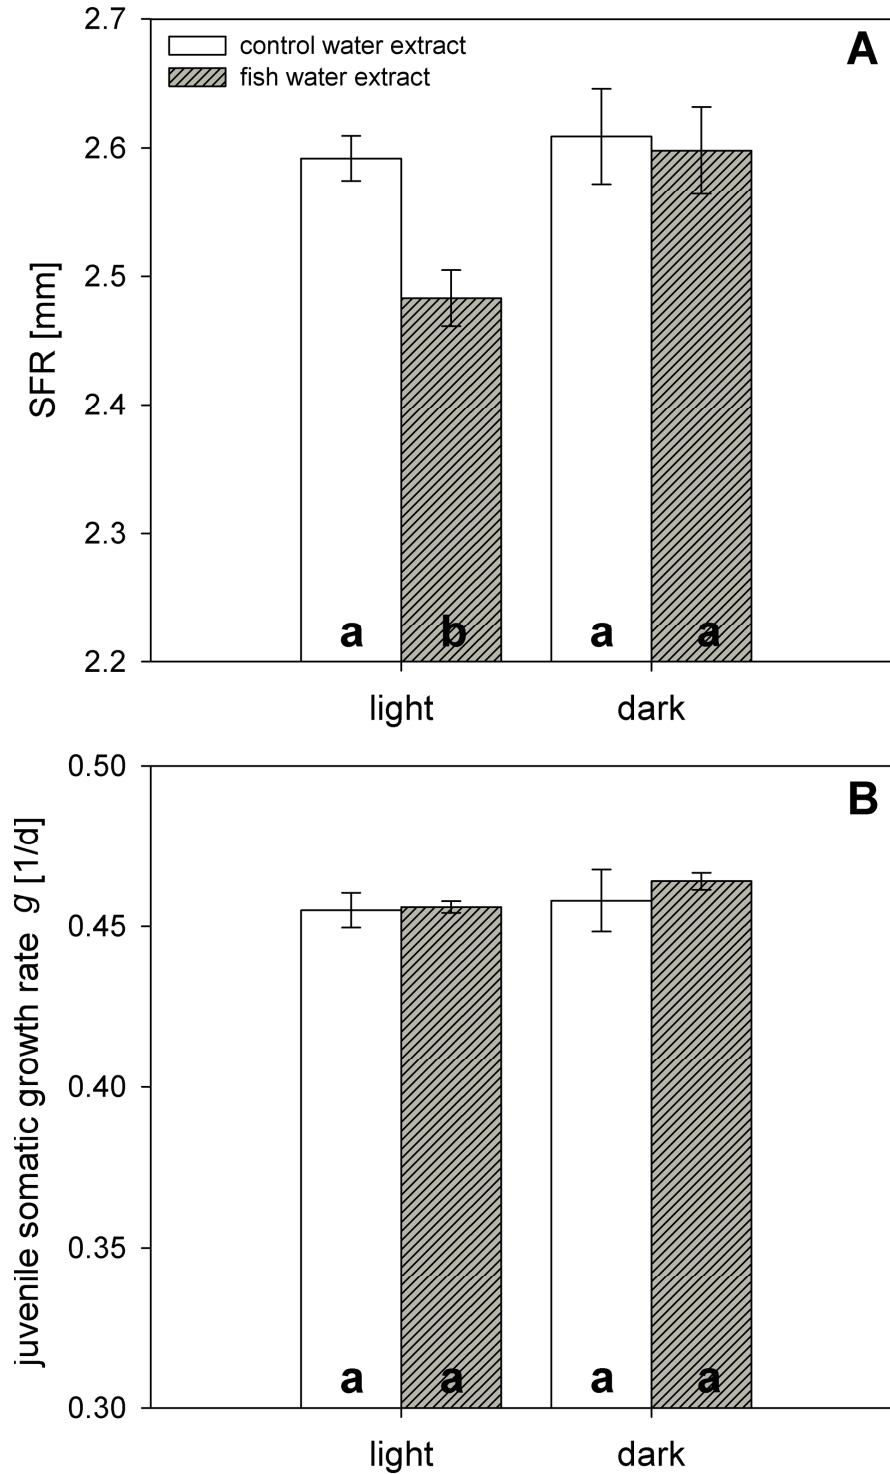 2.7
A
control water extract
fish water extract
2.6
2.5
SFR [mm]
2.4
2.3
a b a a
2.2
light dark
0.50
B
0.45
juvenile somatic growth rate g [1/d]
0.40
0.35
a a a a
0.30
light dark